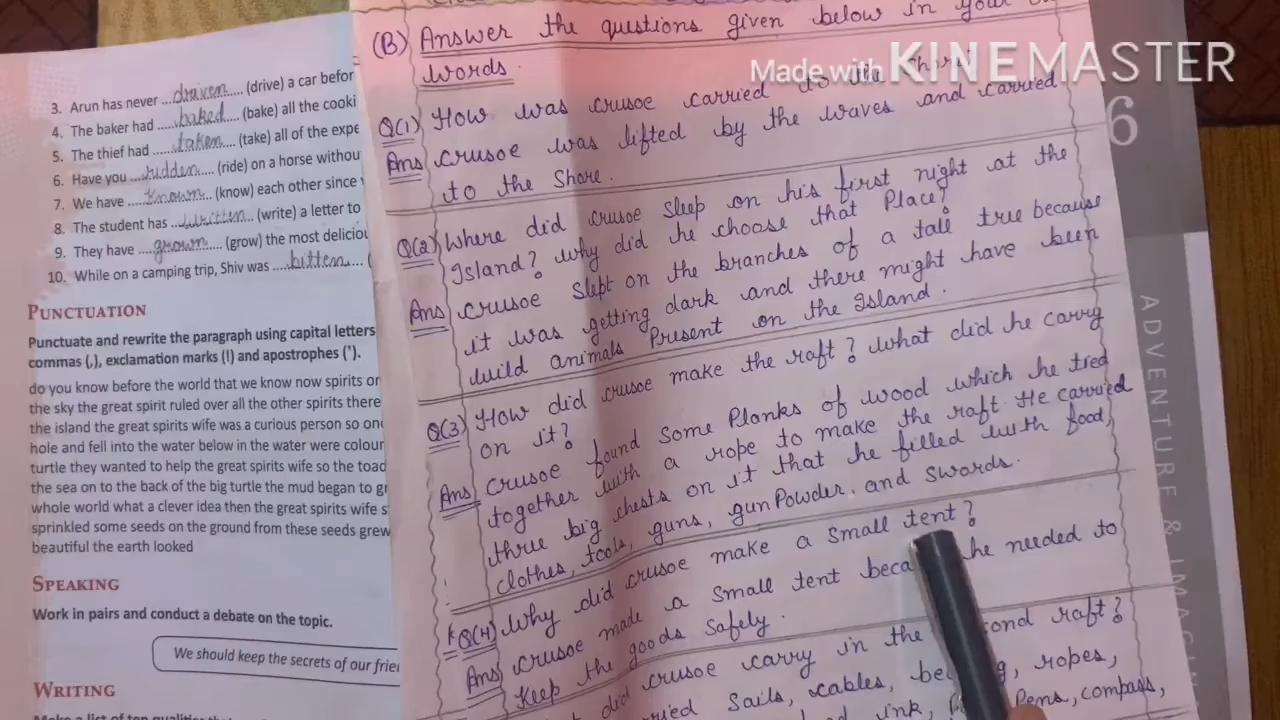 3. Arun has never ....driven.... (drive) a car befor
4. The baker had ....baked.... (bake) all the cooki
5. The thief had ....taken.... (take) all of the expe
6. Have you ....ridden.... (ride) on a horse withou
7. We have ....known.... (know) each other since
8. The student has ....written.... (write) a letter to
9. They have ....grown.... (grow) the most deliciou
10. While on a camping trip, Shiv was ....bitten.... (
PUNCTUATION
Punctuate and rewrite the paragraph using capital letters
commas (,), exclamation marks (!) and apostrophes (').
do you know before the world that we know now spirits or
the sky the great spirit ruled over all the other spirits there
the island the great spirits wife was a curious person so one
hole and fell into the water below in the water were colour
turtle they wanted to help the great spirits wife so the toad
the sea on to the back of the big turtle the mud began to gr
whole world what a clever idea then the great spirits wife s
sprinkled some seeds on the ground from these seeds grew
beautiful the earth looked
SPEAKING
Work in pairs and conduct a debate on the topic.
We should keep the secrets of our frie
WRITING
(B) Answer the questions given below in your
words.
Q(1) How was crusoe carried to the shore
Ans crusoe was lifted by the waves and carried
to the Shore.
Q(2) Where did crusoe sleep on his first night at the
Island? Why did he choose that Place?
Ans crusoe slept on the branches of a tall tree because
it was getting dark and there might have been
wild animals Present on the Island.
Q(3) How did crusoe make the raft? What did he carry
on it?
Ans crusoe found some Planks of wood which he tied
together with a rope to make the raft. He carried
three big chests on it that he filled with food,
clothes, tools, guns, gunPowder, and Swards.
Q(4) Why did crusoe make a Small tent?
Ans crusoe made a Small tent beca he needed to
Keep the goods Safely.
did crusoe carry in the cond raft?
ried Sails, cables, be g, ropes,
ink, Pens, compass,
Made with KINEMASTER
6
ADVENTURE & IMAGIN